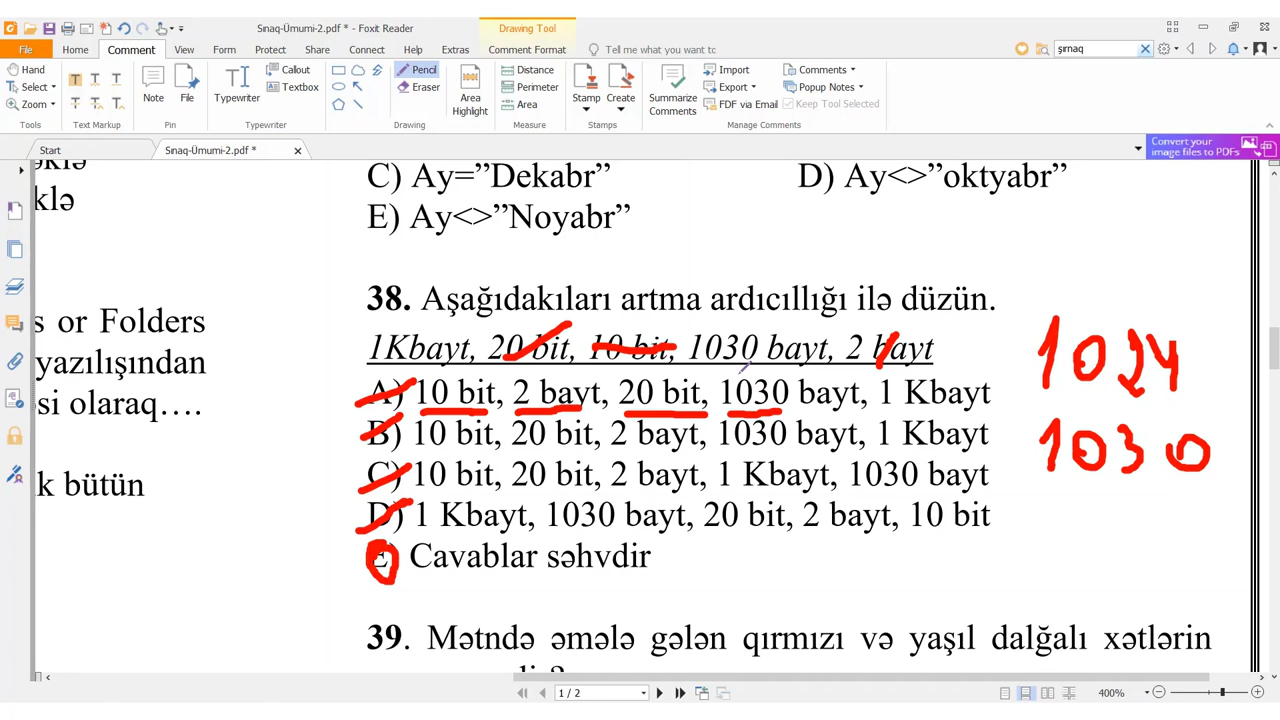 Sınaq-Ümumi-2.pdf * - Foxit Reader
Drawing Tool
File Home Comment View Form Protect Share Connect Help Extras Comment Format Tell me what you want tc
şırnaq
Hand
Select
Zoom
Tools
Text Markup
Note
File
Pin
Typewriter
Callout
Textbox
Typewriter
Pencil
Eraser
Drawing
Area Highlight
Distance
Perimeter
Area
Measure
Stamp
Create
Stamps
Summarize Comments
Import
Export
FDF via Email
Comments
Popup Notes
Keep Tool Selected
Manage Comments
Start
Sınaq-Ümumi-2.pdf *
Convert your image files to PDFs
klə
C) Ay=”Dekabr” D) Ay<>”oktyabr”
E) Ay<>”Noyabr”
s or Folders
yazılışından
si olaraq….
k bütün
38. Aşağıdakıları artma ardıcıllığı ilə düzün.
1Kbayt, 20 bit, 10 bit, 1030 bayt, 2 bayt
A) 10 bit, 2 bayt, 20 bit, 1030 bayt, 1 Kbayt
B) 10 bit, 20 bit, 2 bayt, 1030 bayt, 1 Kbayt
C) 10 bit, 20 bit, 2 bayt, 1 Kbayt, 1030 bayt
D) 1 Kbayt, 1030 bayt, 20 bit, 2 bayt, 10 bit
E) Cavablar səhvdir
1024
1030
39. Mətndə əmələ gələn qırmızı və yaşıl dalğalı xətlərin
1 / 2
400%